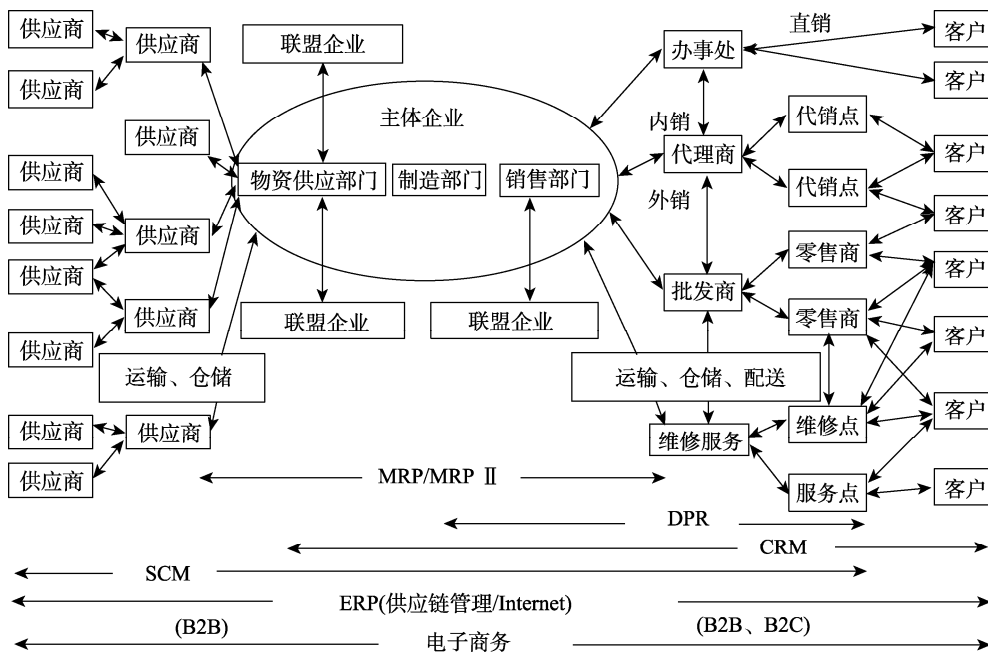 供应商
供应商
供应商
联盟企业
办事处
直销
客户
客户
主体企业
供应商
内销
代理商
代销点
代销点
客户
客户
供应商
供应商
供应商
供应商
供应商
供应商
供应商
物资供应部门
制造部门
销售部门
外销
批发商
零售商
零售商
客户
客户
联盟企业
联盟企业
运输、仓储
运输、仓储、配送
供应商
供应商
供应商
维修服务
维修点
服务点
客户
客户
MRP/MRP Ⅱ
DPR
CRM
SCM
ERP(供应链管理/Internet)
(B2B)
(B2B、B2C)
电子商务